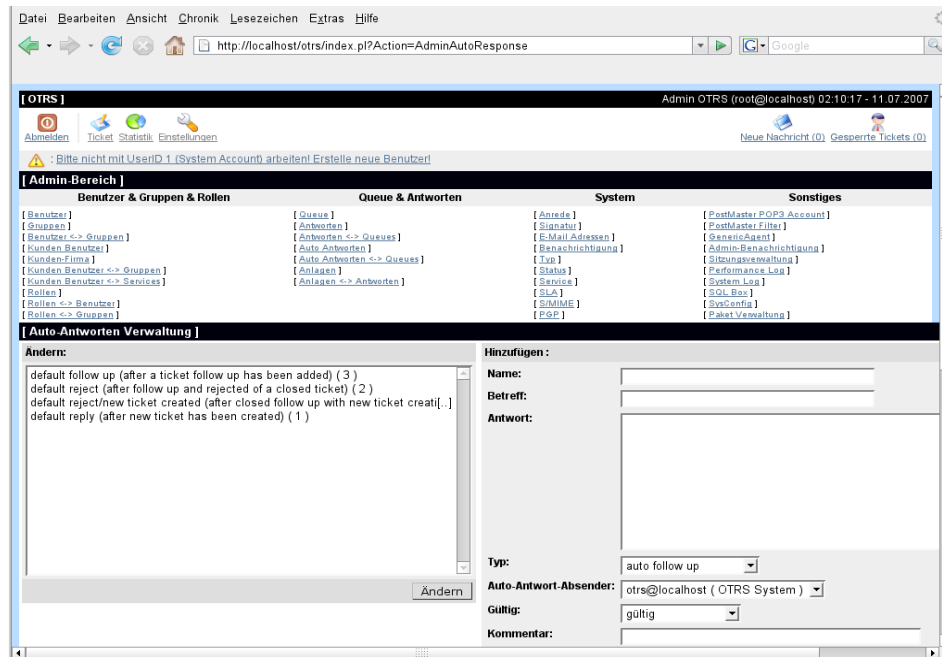 Datei Bearbeiten Ansicht Chronik Lesezeichen Extras Hilfe
http://localhost/otrs/index.pl?Action=AdminAutoResponse
G Google
[ OTRS ] Admin OTRS (root@localhost) 02:10:17 - 11.07.2007
Abmelden Ticket Statistik Einstellungen Neue Nachricht (0) Gesperrte Tickets (0)
: Bitte nicht mit UserID 1 (System Account) arbeiten! Erstelle neue Benutzer!
[ Admin-Bereich ]
Benutzer & Gruppen & Rollen Queue & Antworten System Sonstiges
[ Benutzer ] [ Queue ] [ Anrede ] [ PostMaster POP3 Account ]
[ Gruppen ] [ Antworten ] [ Signatur ] [ PostMaster Filter ]
[ Benutzer <-> Gruppen ] [ Antworten <-> Queues ] [ E-Mail Adressen ] [ GenericAgent ]
[ Kunden Benutzer ] [ Auto Antworten ] [ Benachrichtigung ] [ Admin-Benachrichtigung ]
[ Kunden-Firma ] [ Auto Antworten <-> Queues ] [ Typ ] [ Sitzungsverwaltung ]
[ Kunden Benutzer <-> Gruppen ] [ Anlagen ] [ Status ] [ Performance Log ]
[ Kunden Benutzer <-> Services ] [ Anlagen <-> Antworten ] [ Service ] [ System Log ]
[ Rollen ] [ SLA ] [ SQL Box ]
[ Rollen <-> Benutzer ] [ S/MIME ] [ SysConfig ]
[ Rollen <-> Gruppen ] [ PGP ] [ Paket Verwaltung ]
[ Auto-Antworten Verwaltung ]
Ändern:
default follow up (after a ticket follow up has been added) ( 3 )
default reject (after follow up and rejected of a closed ticket) ( 2 )
default reject/new ticket created (after closed follow up with new ticket creati[..]
default reply (after new ticket has been created) ( 1 )
Ändern
Hinzufügen :
Name:
Betreff:
Antwort:
Typ: auto follow up
Auto-Antwort-Absender: otrs@localhost ( OTRS System )
Gültig: gültig
Kommentar: